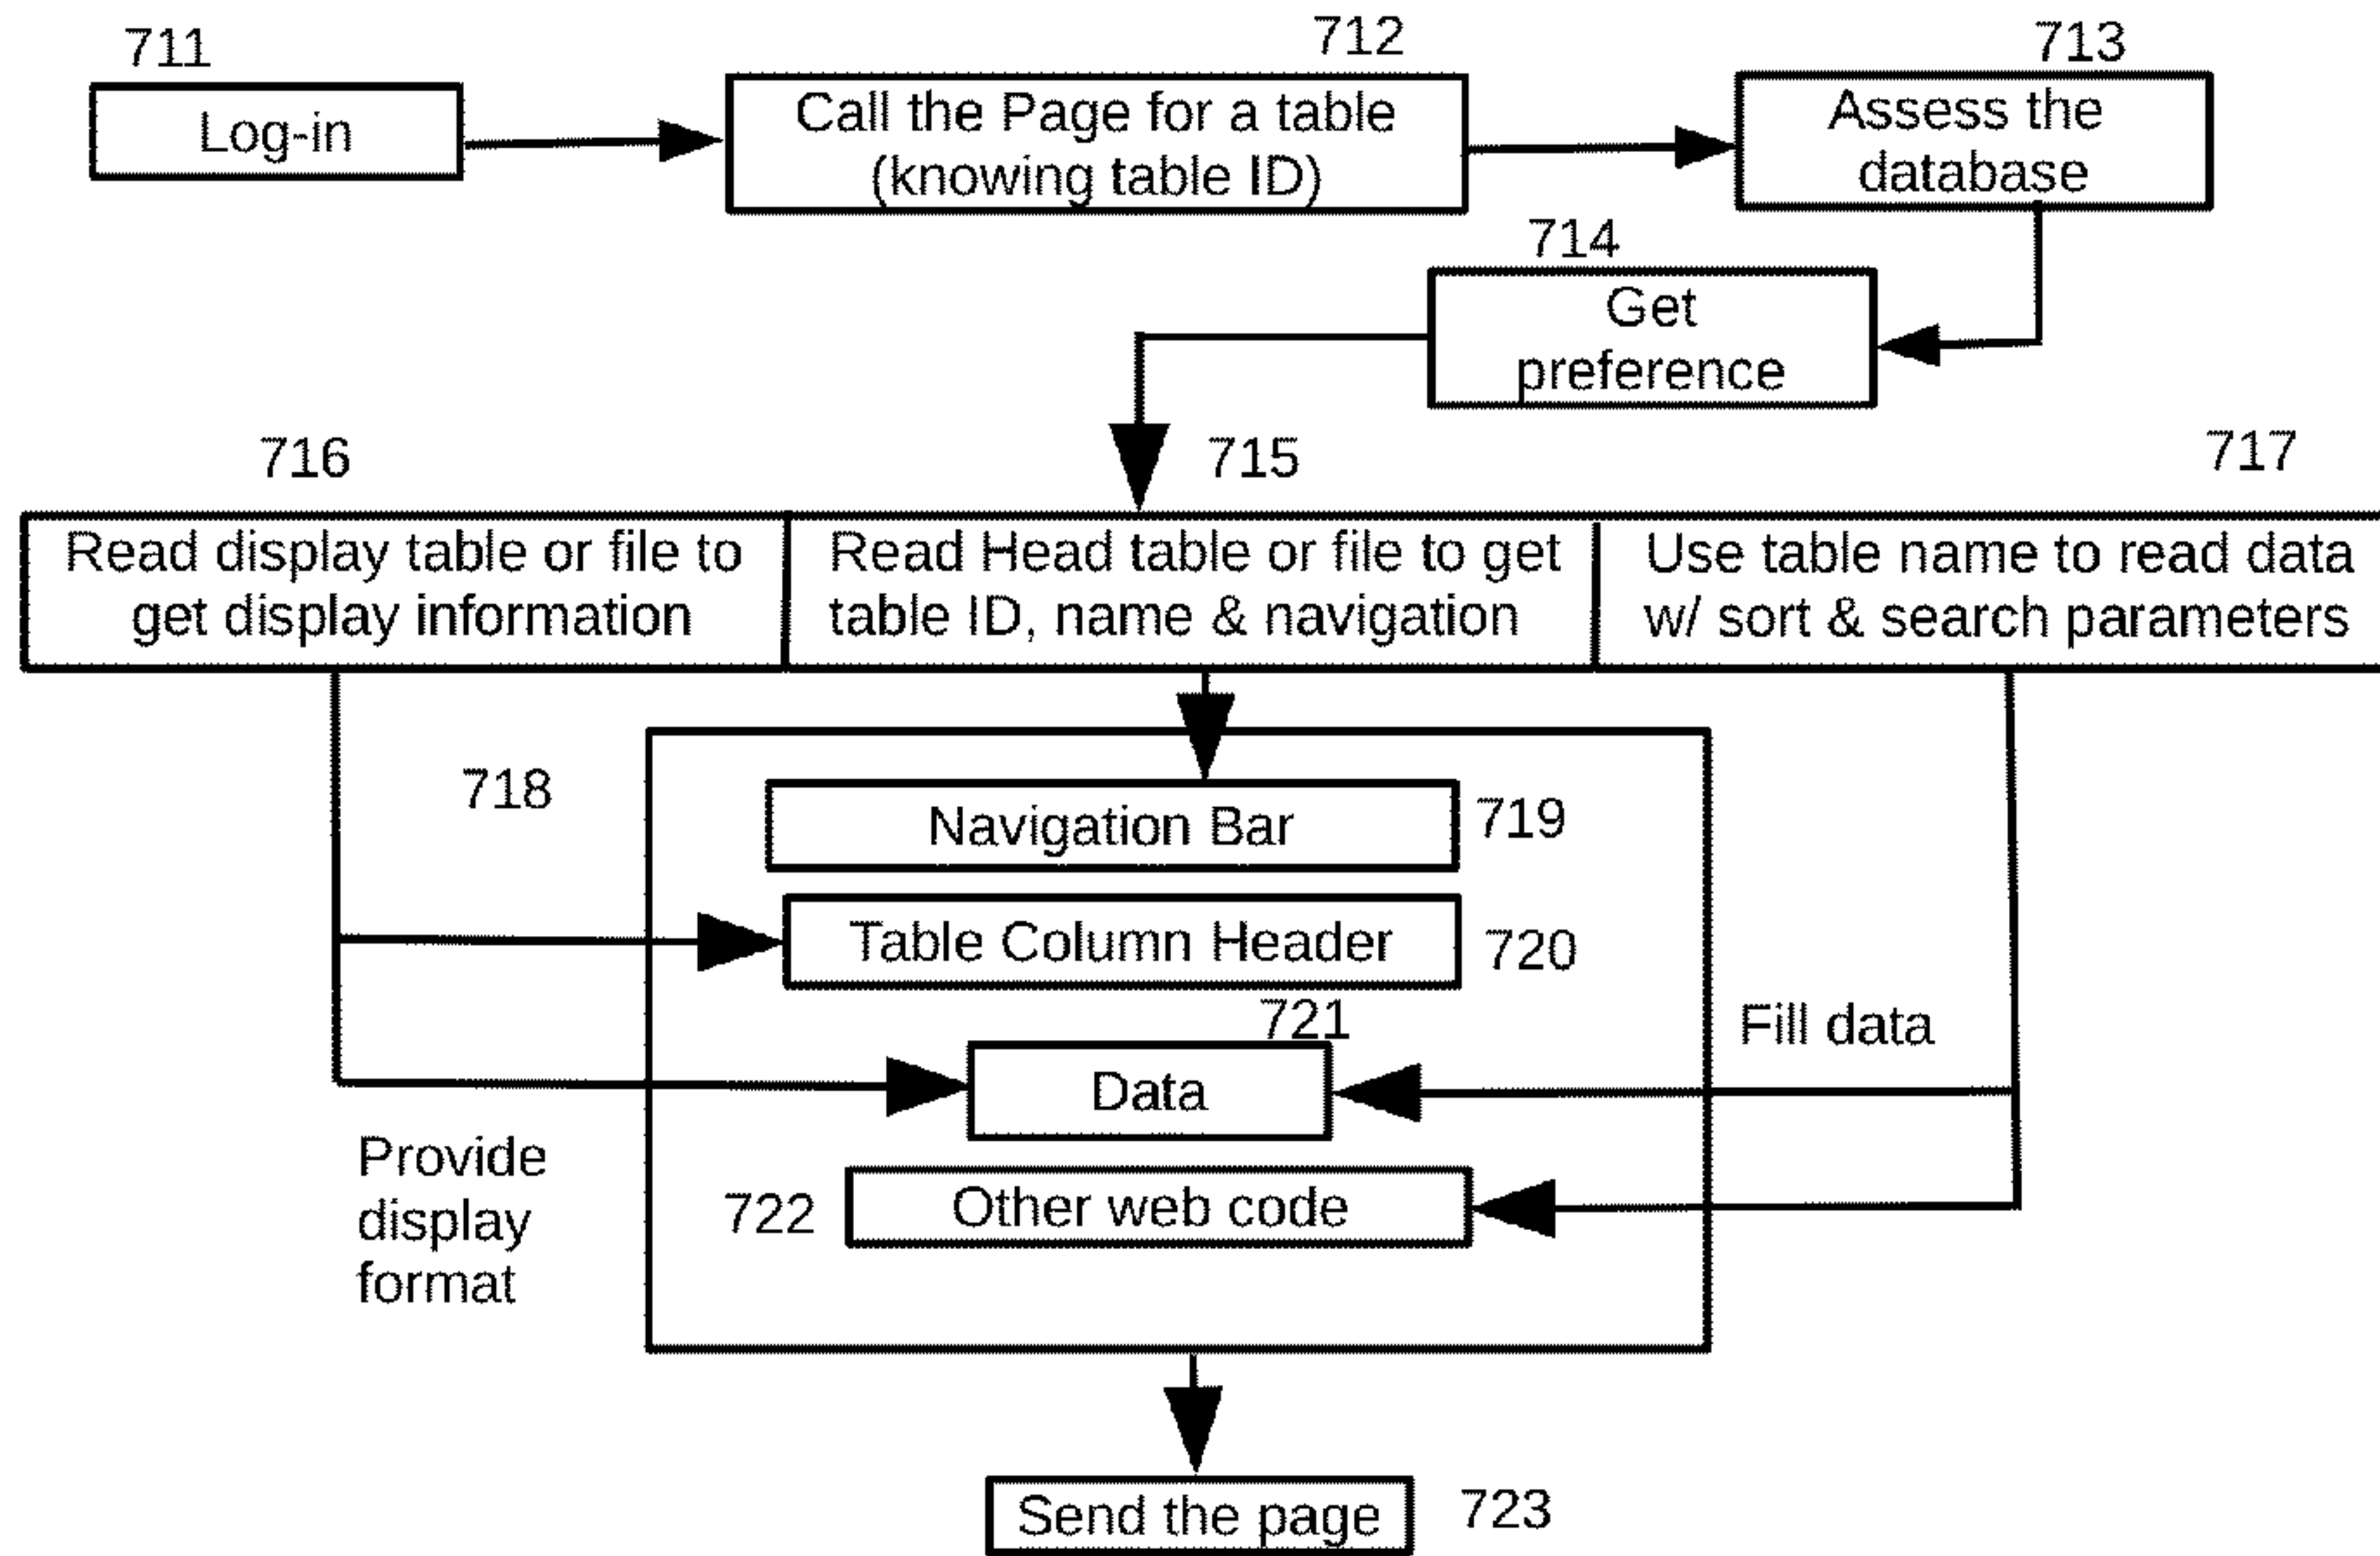 711
Log-in
712
Call the Page for a table
(knowing table ID)
713
Assess the
database
714
Get
preference
716
715
717
Read display table or file to
get display information
Read Head table or file to get
table ID, name & navigation
Use table name to read data
w/ sort & search parameters
718
Navigation Bar
719
Table Column Header
720
721
Data
Fill data
Provide
display
format
722
Other web code
Send the page
723